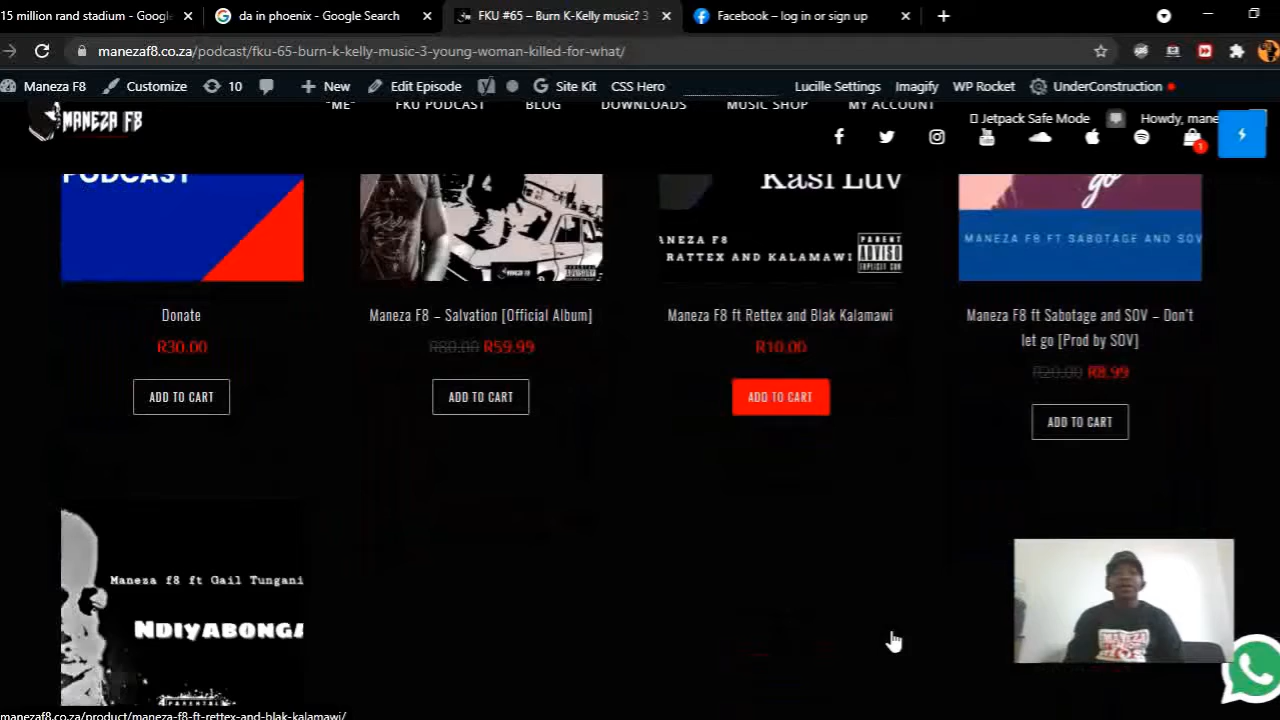 15 million rand stadium - Google
da in phoenix - Google Search
FKU #65 – Burn K-Kelly music? 3
Facebook – log in or sign up
manezaf8.co.za/podcast/fku-65-burn-k-kelly-music-3-young-woman-killed-for-what/
Maneza F8
Customize
10
New
Edit Episode
Site Kit
CSS Hero
Lucille Settings
Imagify
WP Rocket
UnderConstruction
"ME"
FKU PODCAST
BLOG
DOWNLOADS
MUSIC SHOP
MY ACCOUNT
Jetpack Safe Mode
Howdy, mane
MANEZA F8
1
PODCAST
Kasi Luv
ANEZA F8
RATTEX AND KALAMAWI
PARENT
ADVISO
EXPLICIT CON
go
MANEZA F8 FT SABOTAGE AND SOV
Donate
R30.00
ADD TO CART
Maneza F8 – Salvation [Official Album]
R80.00 R59.99
ADD TO CART
Maneza F8 ft Rettex and Blak Kalamawi
R10.00
ADD TO CART
Maneza F8 ft Sabotage and SOV – Don't
let go [Prod by SOV]
R20.00 R8.99
ADD TO CART
Maneza f8 ft Gail Tungani
NDIYABONGA
manezaf8.co.za/product/maneza-f8-ft-rettex-and-blak-kalamawi/